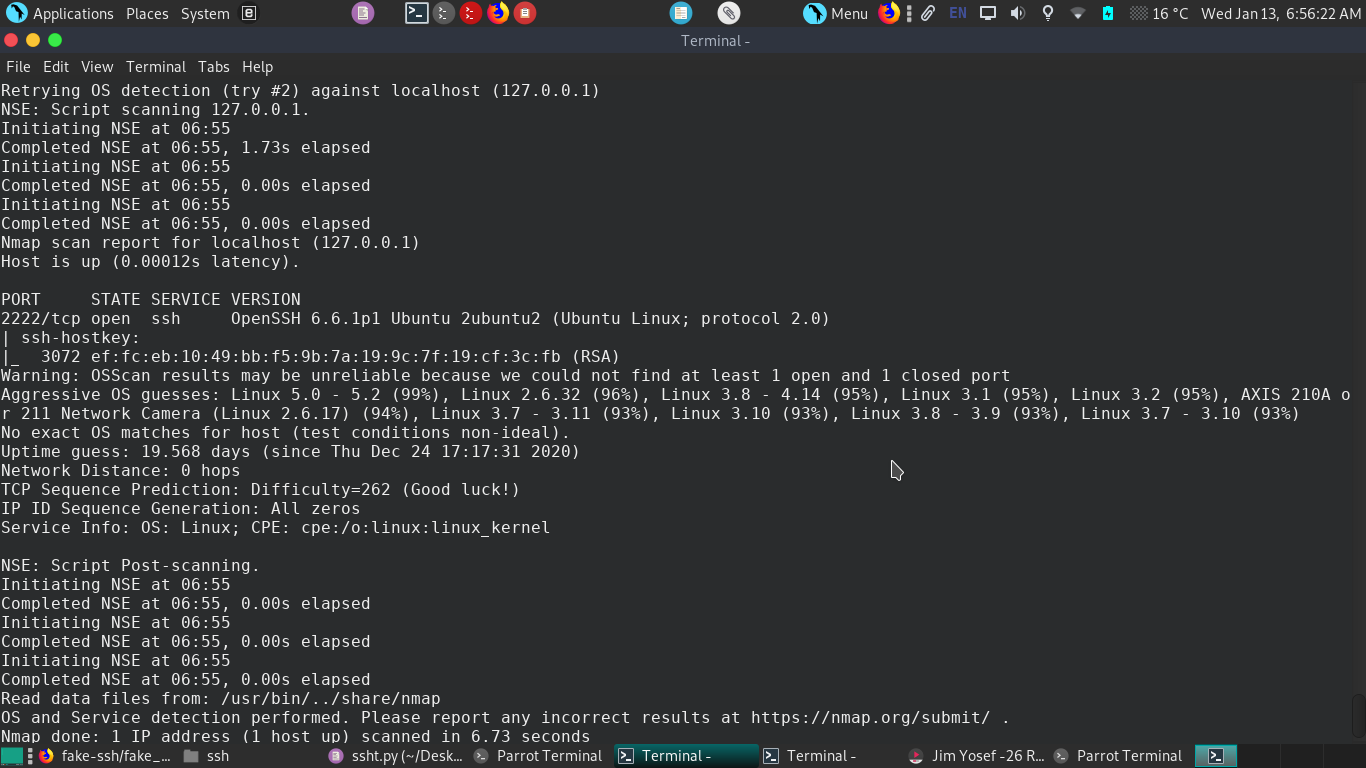 Applications Places System Menu EN 16 °C Wed Jan 13, 6:56:22 AM
Terminal -
File Edit View Terminal Tabs Help
Retrying OS detection (try #2) against localhost (127.0.0.1)
NSE: Script scanning 127.0.0.1.
Initiating NSE at 06:55
Completed NSE at 06:55, 1.73s elapsed
Initiating NSE at 06:55
Completed NSE at 06:55, 0.00s elapsed
Initiating NSE at 06:55
Completed NSE at 06:55, 0.00s elapsed
Nmap scan report for localhost (127.0.0.1)
Host is up (0.00012s latency).

PORT     STATE SERVICE VERSION
2222/tcp open  ssh     OpenSSH 6.6.1p1 Ubuntu 2ubuntu2 (Ubuntu Linux; protocol 2.0)
| ssh-hostkey:
|_  3072 ef:fc:eb:10:49:bb:f5:9b:7a:19:9c:7f:19:cf:3c:fb (RSA)
Warning: OSScan results may be unreliable because we could not find at least 1 open and 1 closed port
Aggressive OS guesses: Linux 5.0 - 5.2 (99%), Linux 2.6.32 (96%), Linux 3.8 - 4.14 (95%), Linux 3.1 (95%), Linux 3.2 (95%), AXIS 210A o
r 211 Network Camera (Linux 2.6.17) (94%), Linux 3.7 - 3.11 (93%), Linux 3.10 (93%), Linux 3.8 - 3.9 (93%), Linux 3.7 - 3.10 (93%)
No exact OS matches for host (test conditions non-ideal).
Uptime guess: 19.568 days (since Thu Dec 24 17:17:31 2020)
Network Distance: 0 hops
TCP Sequence Prediction: Difficulty=262 (Good luck!)
IP ID Sequence Generation: All zeros
Service Info: OS: Linux; CPE: cpe:/o:linux:linux_kernel

NSE: Script Post-scanning.
Initiating NSE at 06:55
Completed NSE at 06:55, 0.00s elapsed
Initiating NSE at 06:55
Completed NSE at 06:55, 0.00s elapsed
Initiating NSE at 06:55
Completed NSE at 06:55, 0.00s elapsed
Read data files from: /usr/bin/../share/nmap
OS and Service detection performed. Please report any incorrect results at https://nmap.org/submit/ .
Nmap done: 1 IP address (1 host up) scanned in 6.73 seconds
fake-ssh/fake_... ssh ssht.py (~/Desk... Parrot Terminal Terminal - Terminal - Jim Yosef -26 R... Parrot Terminal